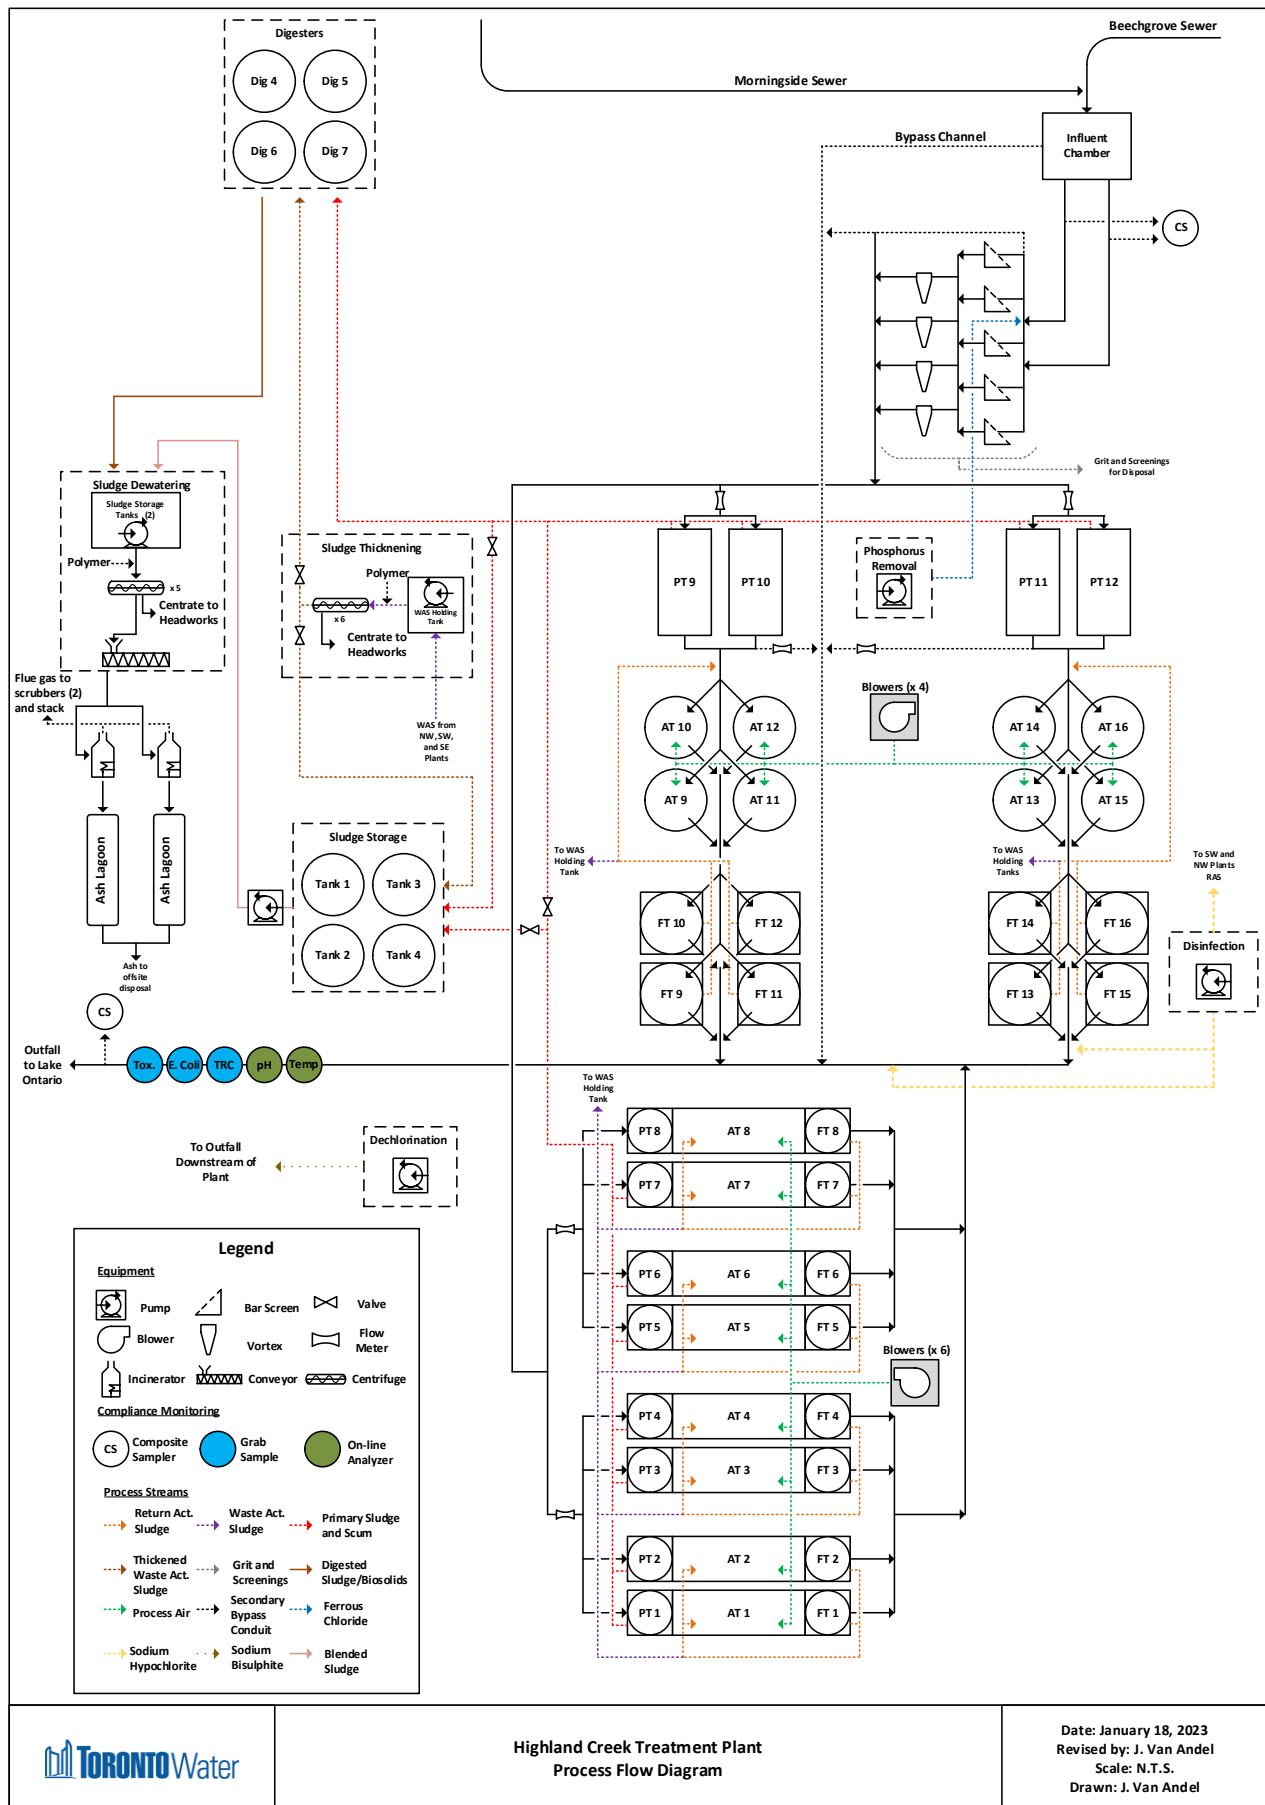 Beechgrove Sewer
Digesters
Dig 4
Dig 5
Morningside Sewer
Dig 6
Dig 7
Bypass Channel
Influent
Chamber
CS
Grit and Screenings
for Disposal
Sludge Dewatering
Sludge Storage
Tanks (2)
Polymer
x 5
Centrate to
Headworks
Sludge Thicknening
Polymer
WAS Holding
Tank
x 6
Centrate to
Headworks
WAS from
NW, SW,
and SE
Plants
PT 9
PT 10
Phosphorus
Removal
PT 11
PT 12
Flue gas to
scrubbers (2)
and stack
Blowers (x 4)
AT 10
AT 12
AT 14
AT 16
AT 9
AT 11
AT 13
AT 15
Ash Lagoon
Ash Lagoon
Ash to
offsite
disposal
Sludge Storage
Tank 1
Tank 3
Tank 2
Tank 4
To WAS
Holding
Tank
To WAS
Holding
Tanks
To SW and
NW Plants
RAS
FT 10
FT 12
FT 14
FT 16
FT 9
FT 11
FT 13
FT 15
Disinfection
CS
Outfall
to Lake
Ontario
Tox.
E. Coli
TRC
pH
Temp
To WAS
Holding
Tank
To Outfall
Downstream of
Plant
Dechlorination
PT 8
AT 8
FT 8
PT 7
AT 7
FT 7
PT 6
AT 6
FT 6
PT 5
AT 5
FT 5
Blowers (x 6)
PT 4
AT 4
FT 4
PT 3
AT 3
FT 3
PT 2
AT 2
FT 2
PT 1
AT 1
FT 1
Legend
Equipment
Pump
Bar Screen
Valve
Blower
Vortex
Flow
Meter
Incinerator
Conveyor
Centrifuge
Compliance Monitoring
CS
Composite
Sampler
Grab
Sample
On-line
Analyzer
Process Streams
Return Act.
Sludge
Waste Act.
Sludge
Primary Sludge
and Scum
Thickened
Waste Act.
Sludge
Grit and
Screenings
Digested
Sludge/Biosolids
Process Air
Secondary
Bypass
Conduit
Ferrous
Chloride
Sodium
Hypochlorite
Sodium
Bisulphite
Blended
Sludge
TORONTO Water
Highland Creek Treatment Plant
Process Flow Diagram
Date: January 18, 2023
Revised by: J. Van Andel
Scale: N.T.S.
Drawn: J. Van Andel